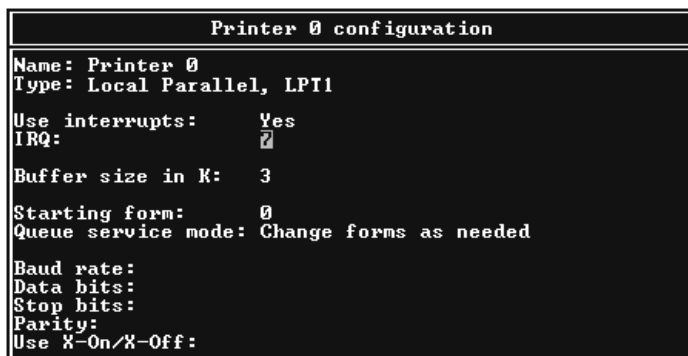 Printer 0 configuration
Name: Printer 0
Type: Local Parallel, LPT1
Use interrupts: Yes
IRQ: 7
Buffer size in K: 3
Starting form: 0
Queue service mode: Change forms as needed
Baud rate:
Data bits:
Stop bits:
Parity:
Use X-On/X-Off: